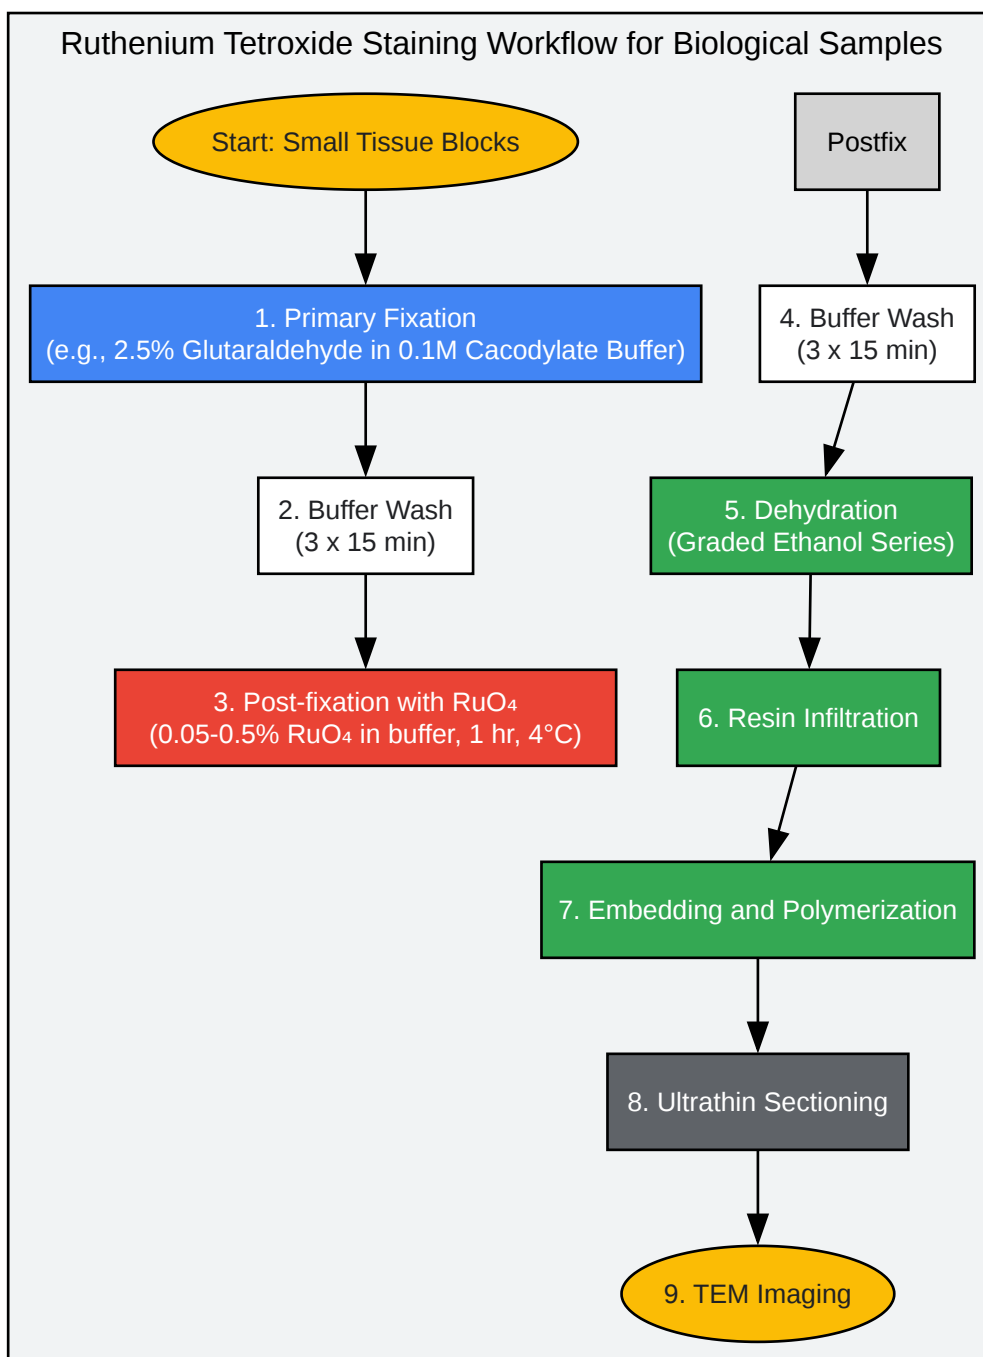 Ruthenium Tetroxide Staining Workflow for Biological Samples
Start: Small Tissue Blocks
1. Primary Fixation
(e.g., 2.5% Glutaraldehyde in 0.1M Cacodylate Buffer)
2. Buffer Wash
(3 x 15 min)
3. Post-fixation with RuO₄
(0.05-0.5% RuO₄ in buffer, 1 hr, 4°C)
Postfix
4. Buffer Wash
(3 x 15 min)
5. Dehydration
(Graded Ethanol Series)
6. Resin Infiltration
7. Embedding and Polymerization
8. Ultrathin Sectioning
9. TEM Imaging